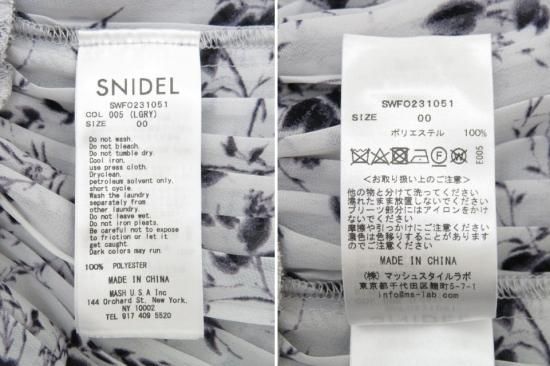 SNIDEL
SWFO231051
COL 005 (LGRY)
SIZE 00
Do not wash.
Do not bleach.
Do not tumble dry.
Cool iron.
use press cloth.
Dryclean.
petroleum solvent only.
short cycle.
Wash the laundry
separately from
other laundry.
Do not leave wet.
Do not iron pleats.
Be careful not to expose
to friction or let it
get caught.
Dark colors may run.
100% POLYESTER
MADE IN CHINA
MASH U.S.A Inc
144 Orchard St. New York,
NY 10002
TEL 917 409 5520
SWFO231051
SIZE 00
ポリエステル 100%
E005
<お取り扱い上のご注意>
他の物と分けて洗ってください
濡れたまま放置しないでください
プリーツ部分にはアイロンをかけ
ないでください
摩擦や引っかけにご注意ください
濃色は色移りすることがあります
のでご注意ください
MADE IN CHINA
(株) マッシュスタイルラボ
東京都千代田区麹町5-7-1
info@ms-lab.com